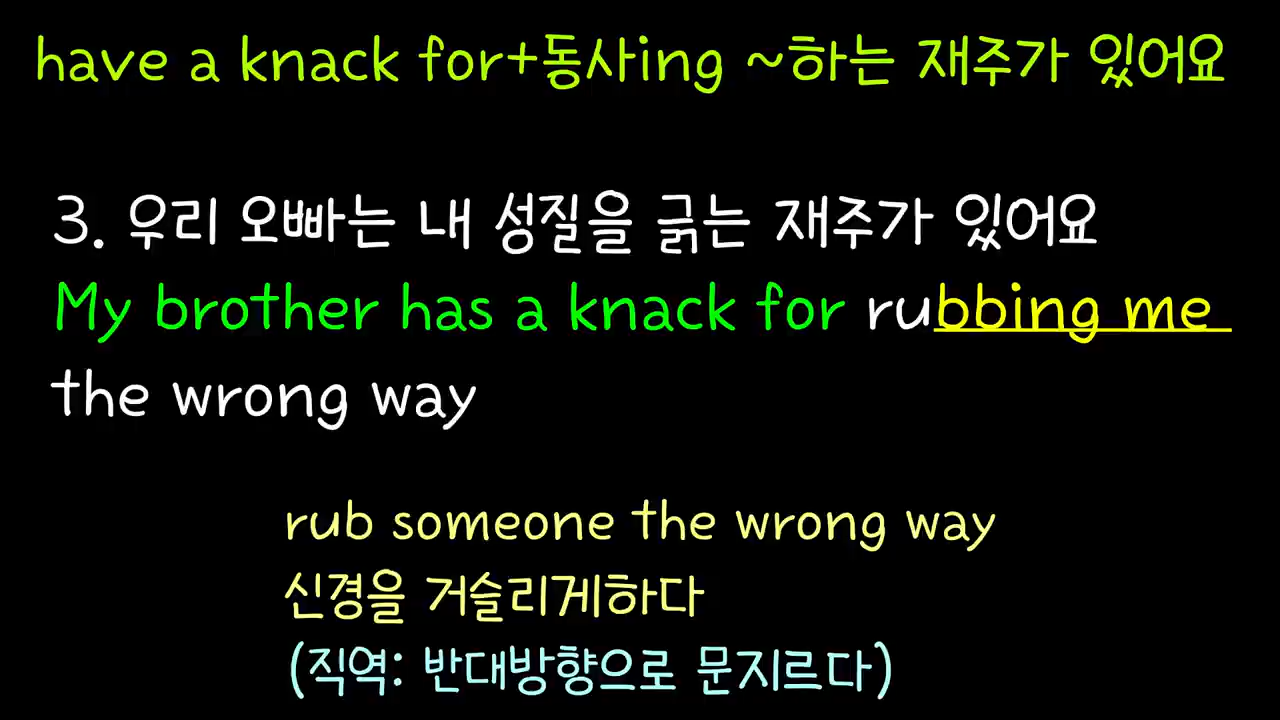 have a knack for+동사ing ~하는 재주가 있어요
3. 우리 오빠는 내 성질을 긁는 재주가 있어요
My brother has a knack for rubbing me
the wrong way
rub someone the wrong way
신경을 거슬리게하다
(직역: 반대방향으로 문지르다)